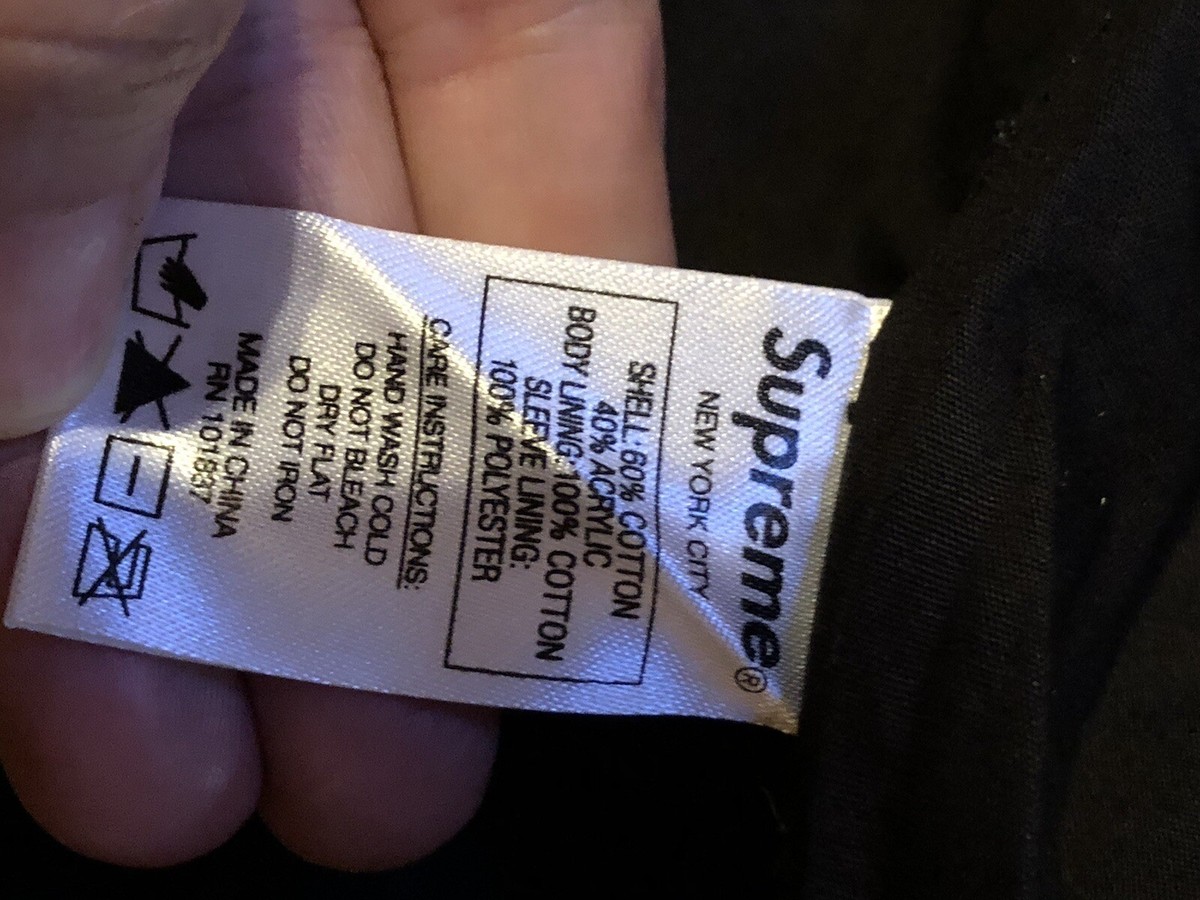 Supreme®
NEW YORK CITY
SHELL: 60% COTTON
40% ACRYLIC
BODY LINING: 100% COTTON
SLEEVE LINING:
100% POLYESTER
CARE INSTRUCTIONS:
HAND WASH COLD
DO NOT BLEACH
DRY FLAT
DO NOT IRON
MADE IN CHINA
RN 101837